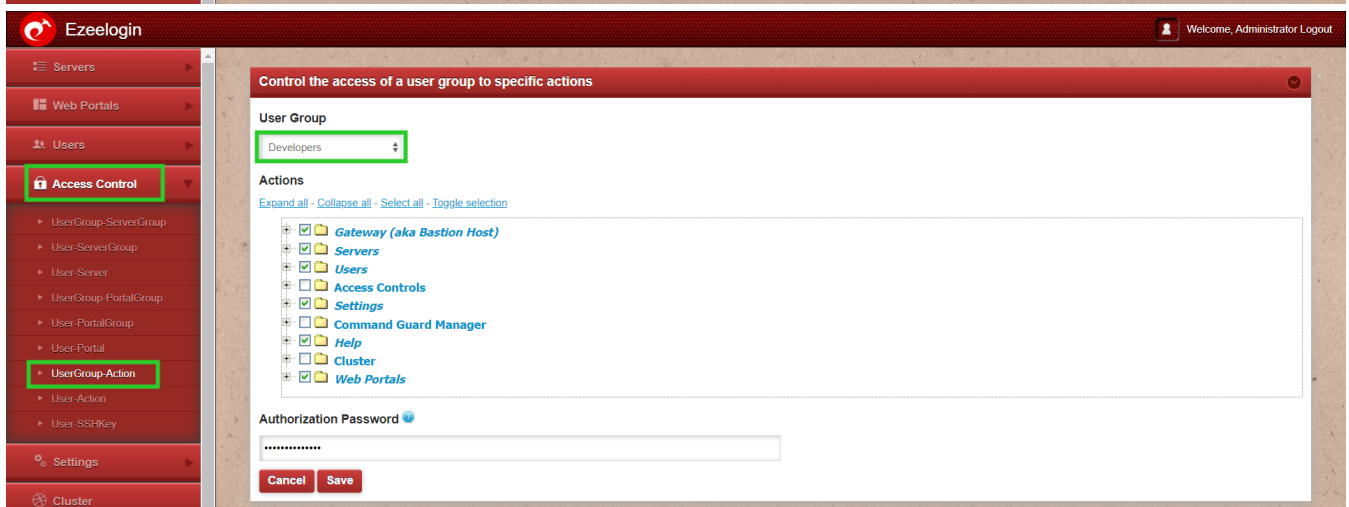 Ezeelogin
Welcome, Administrator Logout
Servers
Web Portals
Users
Access Control
UserGroup-ServerGroup
User-ServerGroup
User-Server
UserGroup-PortalGroup
User-PortalGroup
User-Portal
UserGroup-Action
User-Action
User-SSHKey
Settings
Cluster
Control the access of a user group to specific actions
User Group
Developers
Actions
Expand all - Collapse all - Select all - Toggle selection
Gateway (aka Bastion Host)
Servers
Users
Access Controls
Settings
Command Guard Manager
Help
Cluster
Web Portals
Authorization Password
Cancel Save